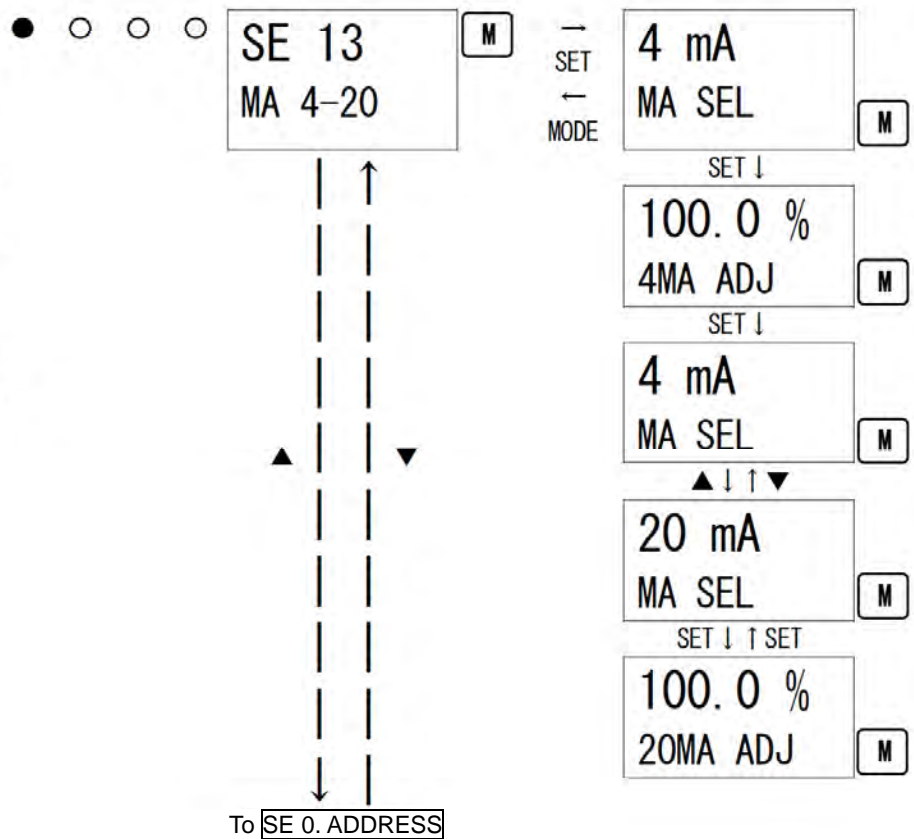 SE 13
MA 4-20
M
→
SET
←
MODE
4 mA
MA SEL
M
SET ↓
100.0 %
4MA ADJ
M
SET ↓
4 mA
MA SEL
M
▲ ↓ ↑ ▼
20 mA
MA SEL
M
SET ↓ ↑ SET
100.0 %
20MA ADJ
M
▲ ▼
To SE 0. ADDRESS